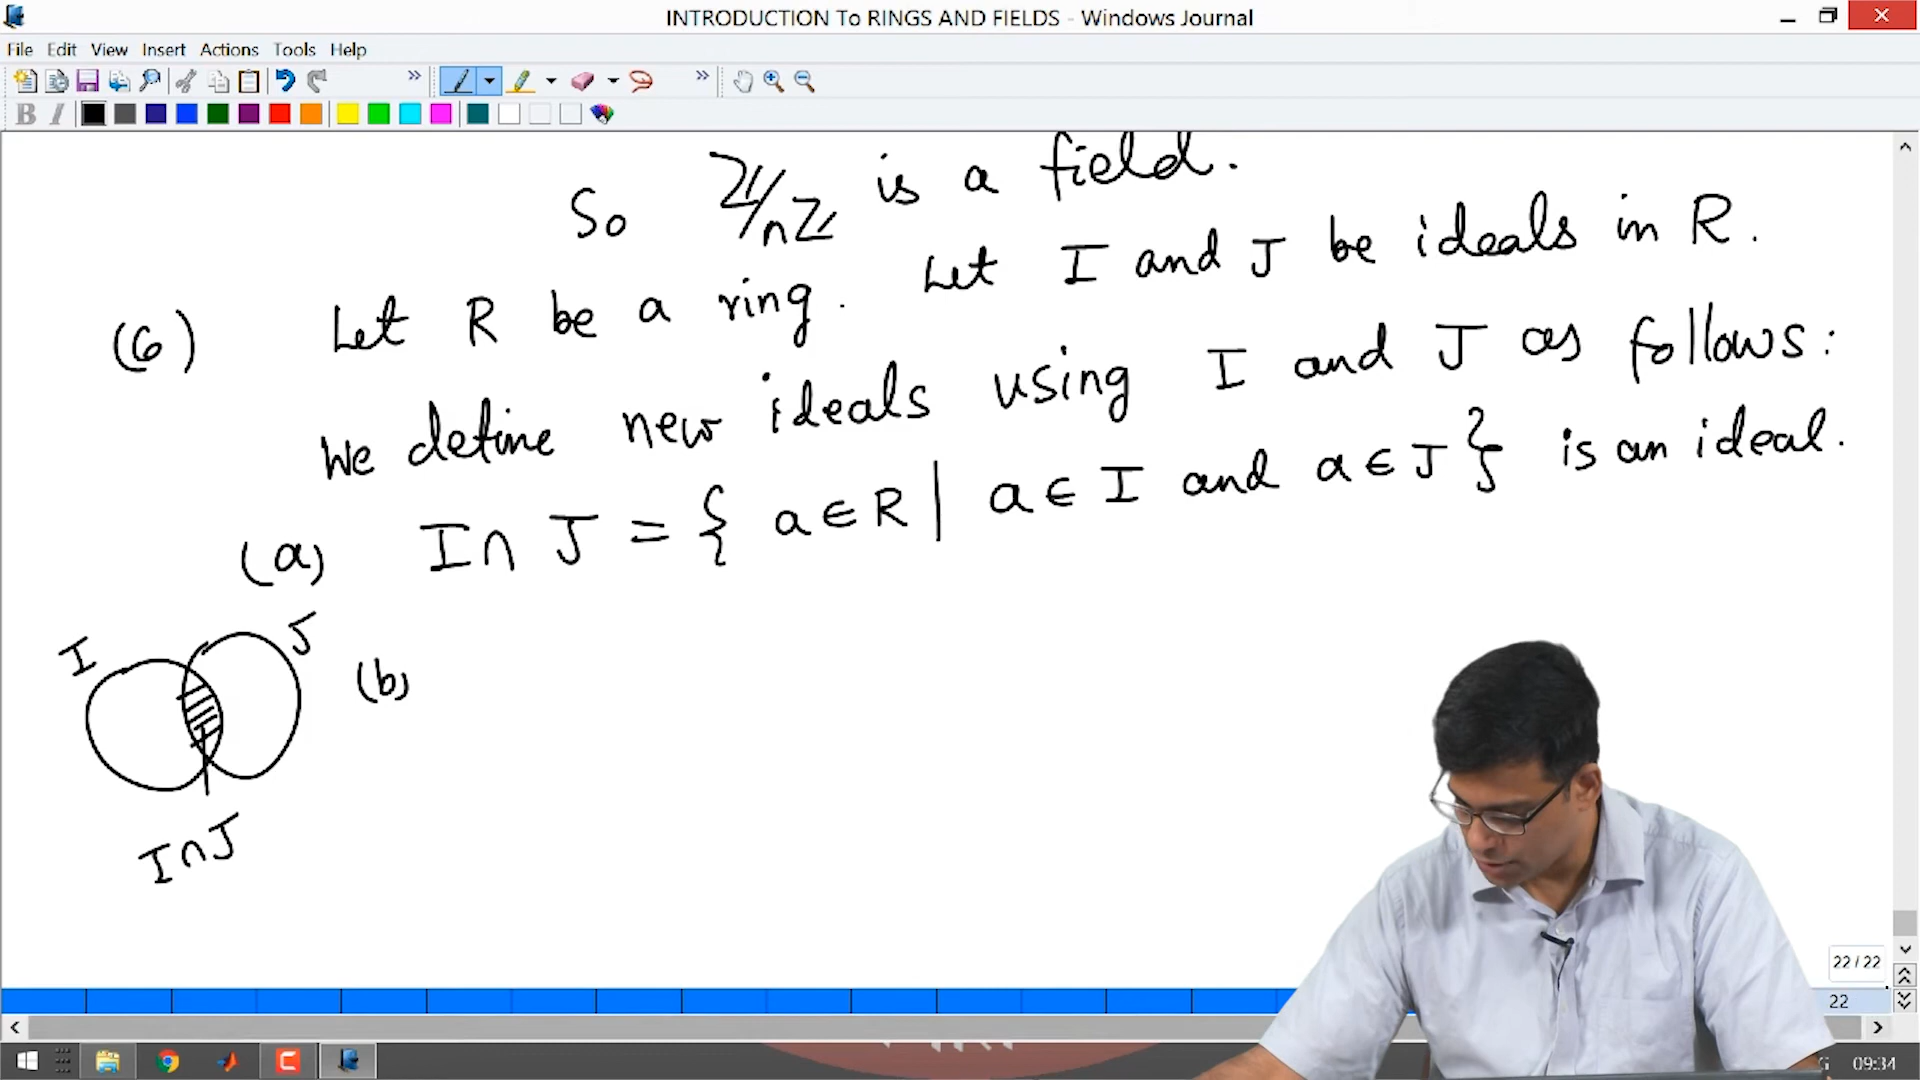 INTRODUCTION To RINGS AND FIELDS - Windows Journal
File Edit View Insert Actions Tools Help
B I
So ℤ/nℤ is a field.
(6) Let R be a ring. Let I and J be ideals in R.
We define new ideals using I and J as follows:
(a) I∩J = { a∈R | a∈I and a∈J } is an ideal.
I J
(b)
I∩J
22 / 22
22
G 09:34